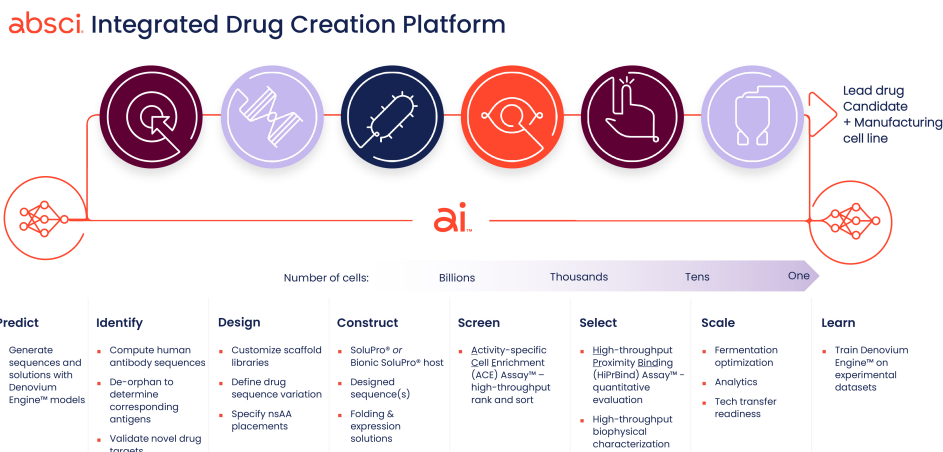 absci. Integrated Drug Creation Platform
Lead drug
Candidate
+ Manufacturing
cell line
ai™
Number of cells:
Billions
Thousands
Tens
One
Predict
Generate
sequences and
solutions with
Denovium
Engine™ models
Identify
Compute human
antibody sequences
De-orphan to
determine
corresponding
antigens
Validate novel drug
targets
Design
Customize scaffold
libraries
Define drug
sequence variation
Specify nsAA
placements
Construct
SoluPro® or
Bionic SoluPro® host
Designed
sequence(s)
Folding &
expression
solutions
Screen
Activity-specific
Cell Enrichment
(ACE) Assay™ –
high-throughput
rank and sort
Select
High-throughput
Proximity Binding
(HiPrBind) Assay™ -
quantitative
evaluation
High-throughput
biophysical
characterization
Scale
Fermentation
optimization
Analytics
Tech transfer
readiness
Learn
Train Denovium
Engine™ on
experimental
datasets